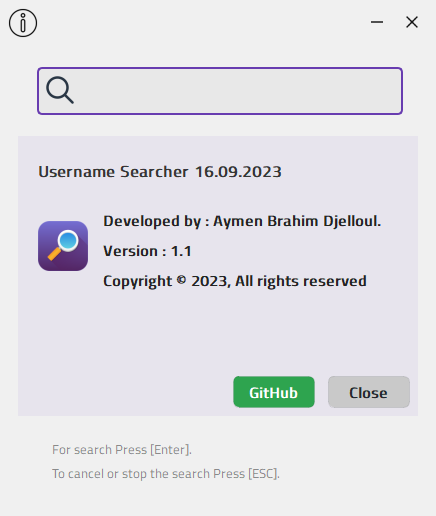 Username Searcher 16.09.2023
Developed by : Aymen Brahim Djelloul.
Version : 1.1
Copyright © 2023, All rights reserved
GitHub
Close
For search Press [Enter].
To cancel or stop the search Press [ESC].